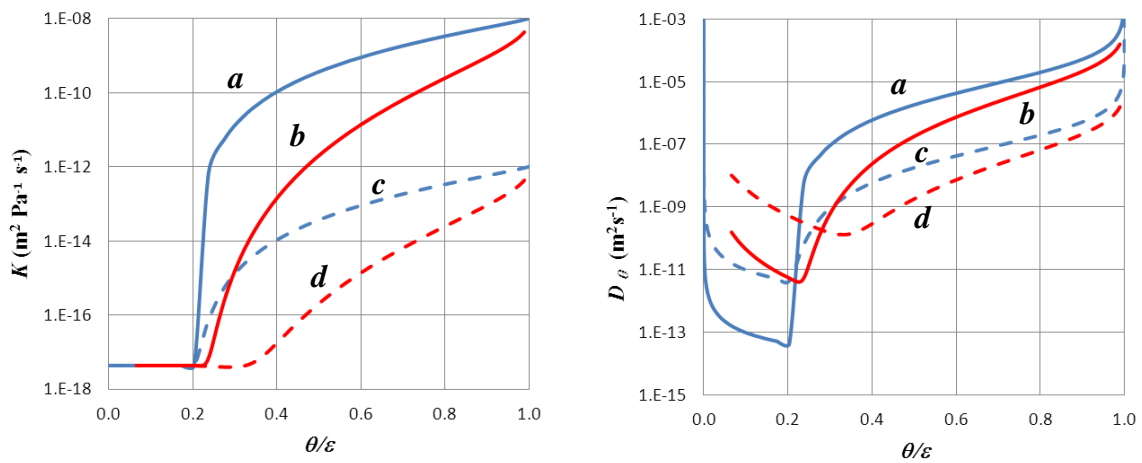 K (m² Pa⁻¹ s⁻¹)
1.E-08
1.E-10
1.E-12
1.E-14
1.E-16
1.E-18
a
b
c
d
0.0 0.2 0.4 0.6 0.8 1.0
θ/ε
D_θ (m²s⁻¹)
1.E-03
1.E-05
1.E-07
1.E-09
1.E-11
1.E-13
1.E-15
a
b
c
d
0.0 0.2 0.4 0.6 0.8 1.0
θ/ε